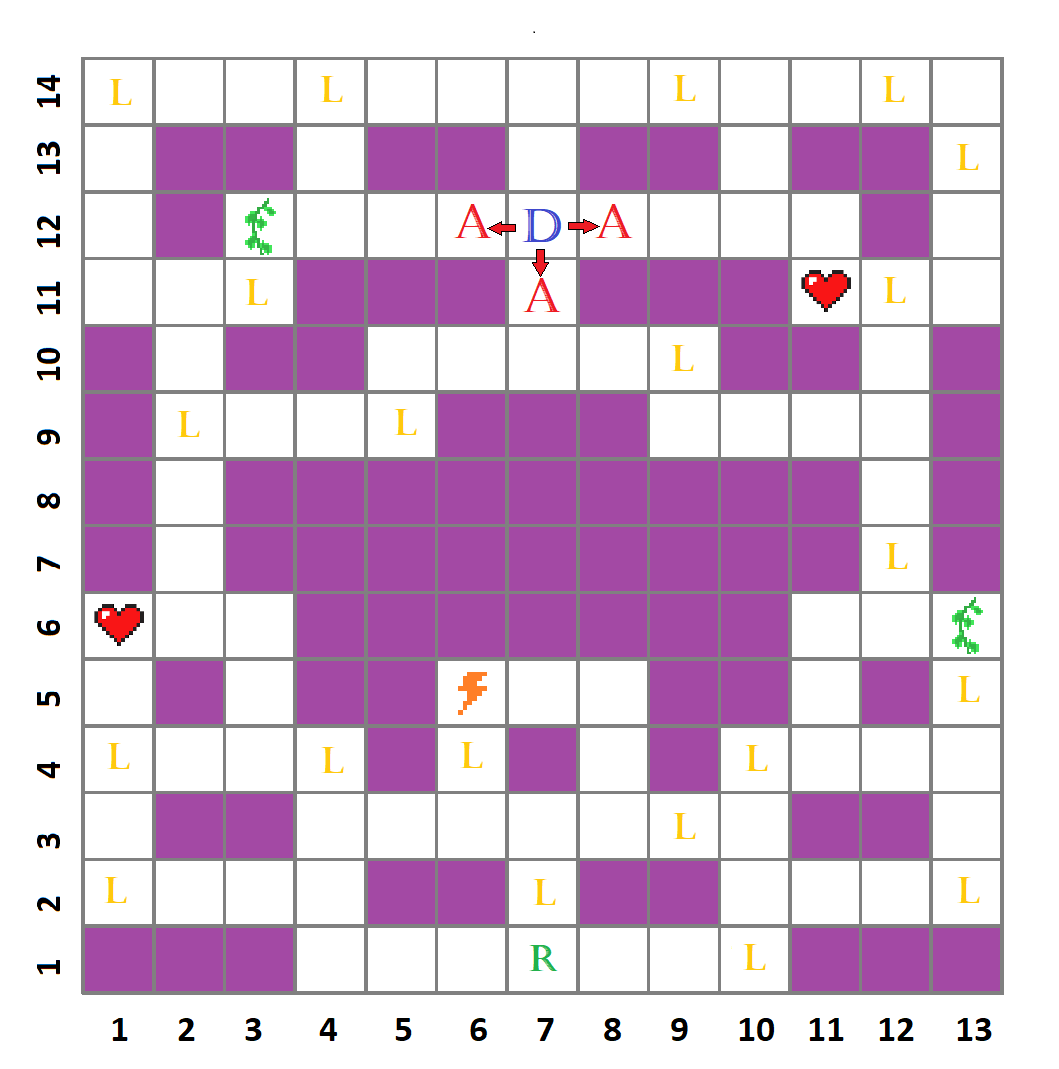 14 L L L L
13 L
12 A D A
11 L A L
10 L
9 L L
8
7 L
6
5 L
4 L L L L
3 L
2 L L L
1 R L
1 2 3 4 5 6 7 8 9 10 11 12 13